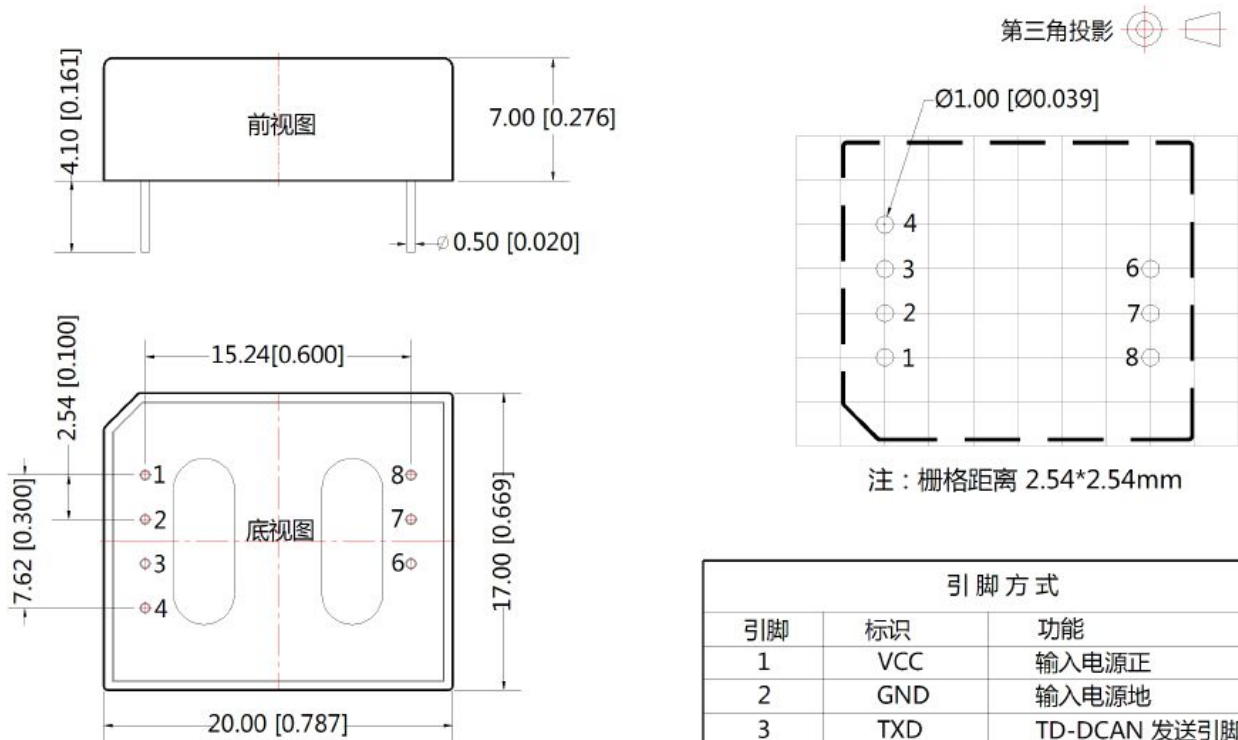 第三角投影
4.10 [0.161]
前视图
7.00 [0.276]
Ø 0.50 [0.020]
Ø1.00 [Ø0.039]
4
3
6
2
7
1
8
注：栅格距离 2.54*2.54mm
15.24[0.600]
2.54 [0.100]
7.62 [0.300]
1
8
2
底视图
7
3
6
4
17.00 [0.669]
20.00 [0.787]
引脚方式
引脚 标识 功能
1 VCC 输入电源正
2 GND 输入电源地
3 TXD TD-DCAN 发送引脚